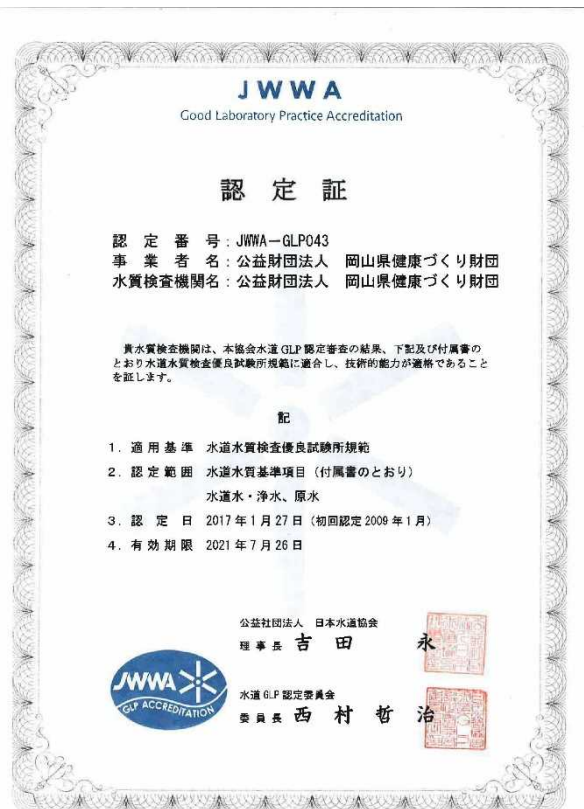 JWWA
Good Laboratory Practice Accreditation
認定証
認定番号：JWWA－GLP043
事業者名：公益財団法人　岡山県健康づくり財団
水質検査機関名：公益財団法人　岡山県健康づくり財団
貴水質検査機関は、本協会水道GLP認定審査の結果、下記及び付属書の
とおり水道水質検査優良試験所規範に適合し、技術的能力が適格であること
を証します。
記
1．適用基準　水道水質検査優良試験所規範
2．認定範囲　水道水質基準項目（付属書のとおり）
水道水・浄水、原水
3．認定日　2017年1月27日（初回認定2009年1月）
4．有効期限　2021年7月26日
公益社団法人　日本水道協会
理事長　吉田　永
JWWA
GLP ACCREDITATION
水道GLP認定委員会
委員長　西村哲治